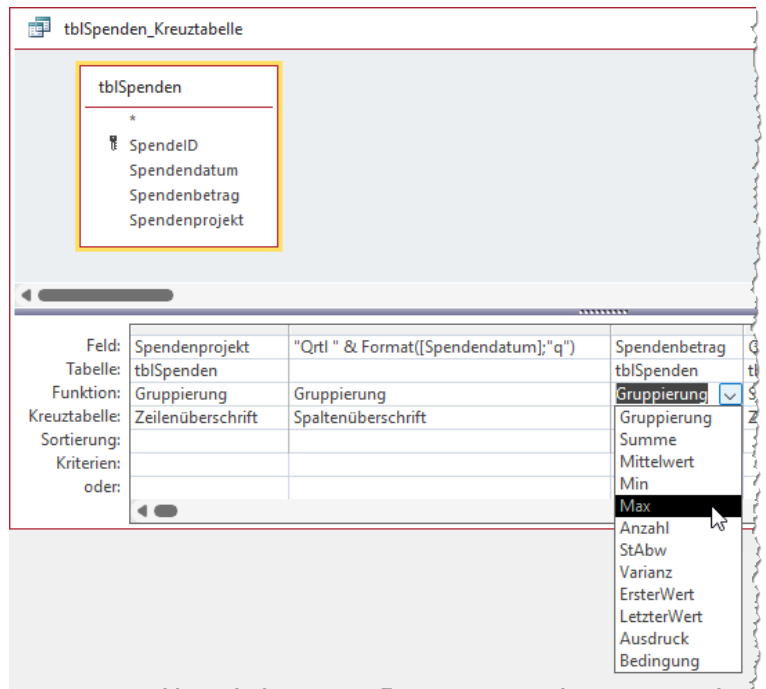 tblSpenden_Kreuztabelle
tblSpenden
*
SpendeID
Spendendatum
Spendenbetrag
Spendenprojekt
Feld: Spendenprojekt "Qrtl " & Format([Spendendatum];"q") Spendenbetrag
Tabelle: tblSpenden tblSpenden
Funktion: Gruppierung Gruppierung Gruppierung
Kreuztabelle: Zeilenüberschrift Spaltenüberschrift
Sortierung:
Kriterien:
oder:
Gruppierung
Summe
Mittelwert
Min
Max
Anzahl
StAbw
Varianz
ErsterWert
LetzterWert
Ausdruck
Bedingung